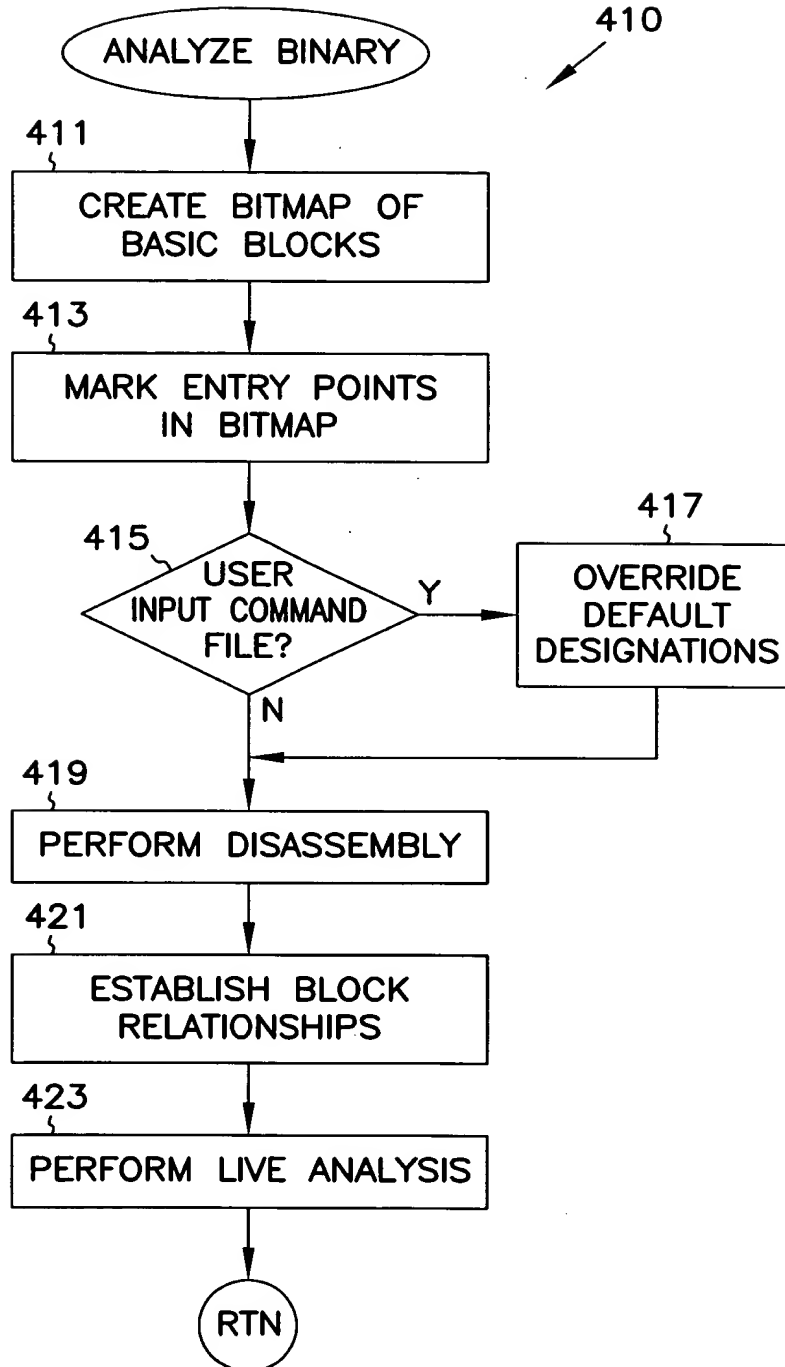 ANALYZE BINARY
410
411
CREATE BITMAP OF
BASIC BLOCKS
413
MARK ENTRY POINTS
IN BITMAP
415
USER
INPUT COMMAND
FILE?
Y
N
417
OVERRIDE
DEFAULT
DESIGNATIONS
419
PERFORM DISASSEMBLY
421
ESTABLISH BLOCK
RELATIONSHIPS
423
PERFORM LIVE ANALYSIS
RTN